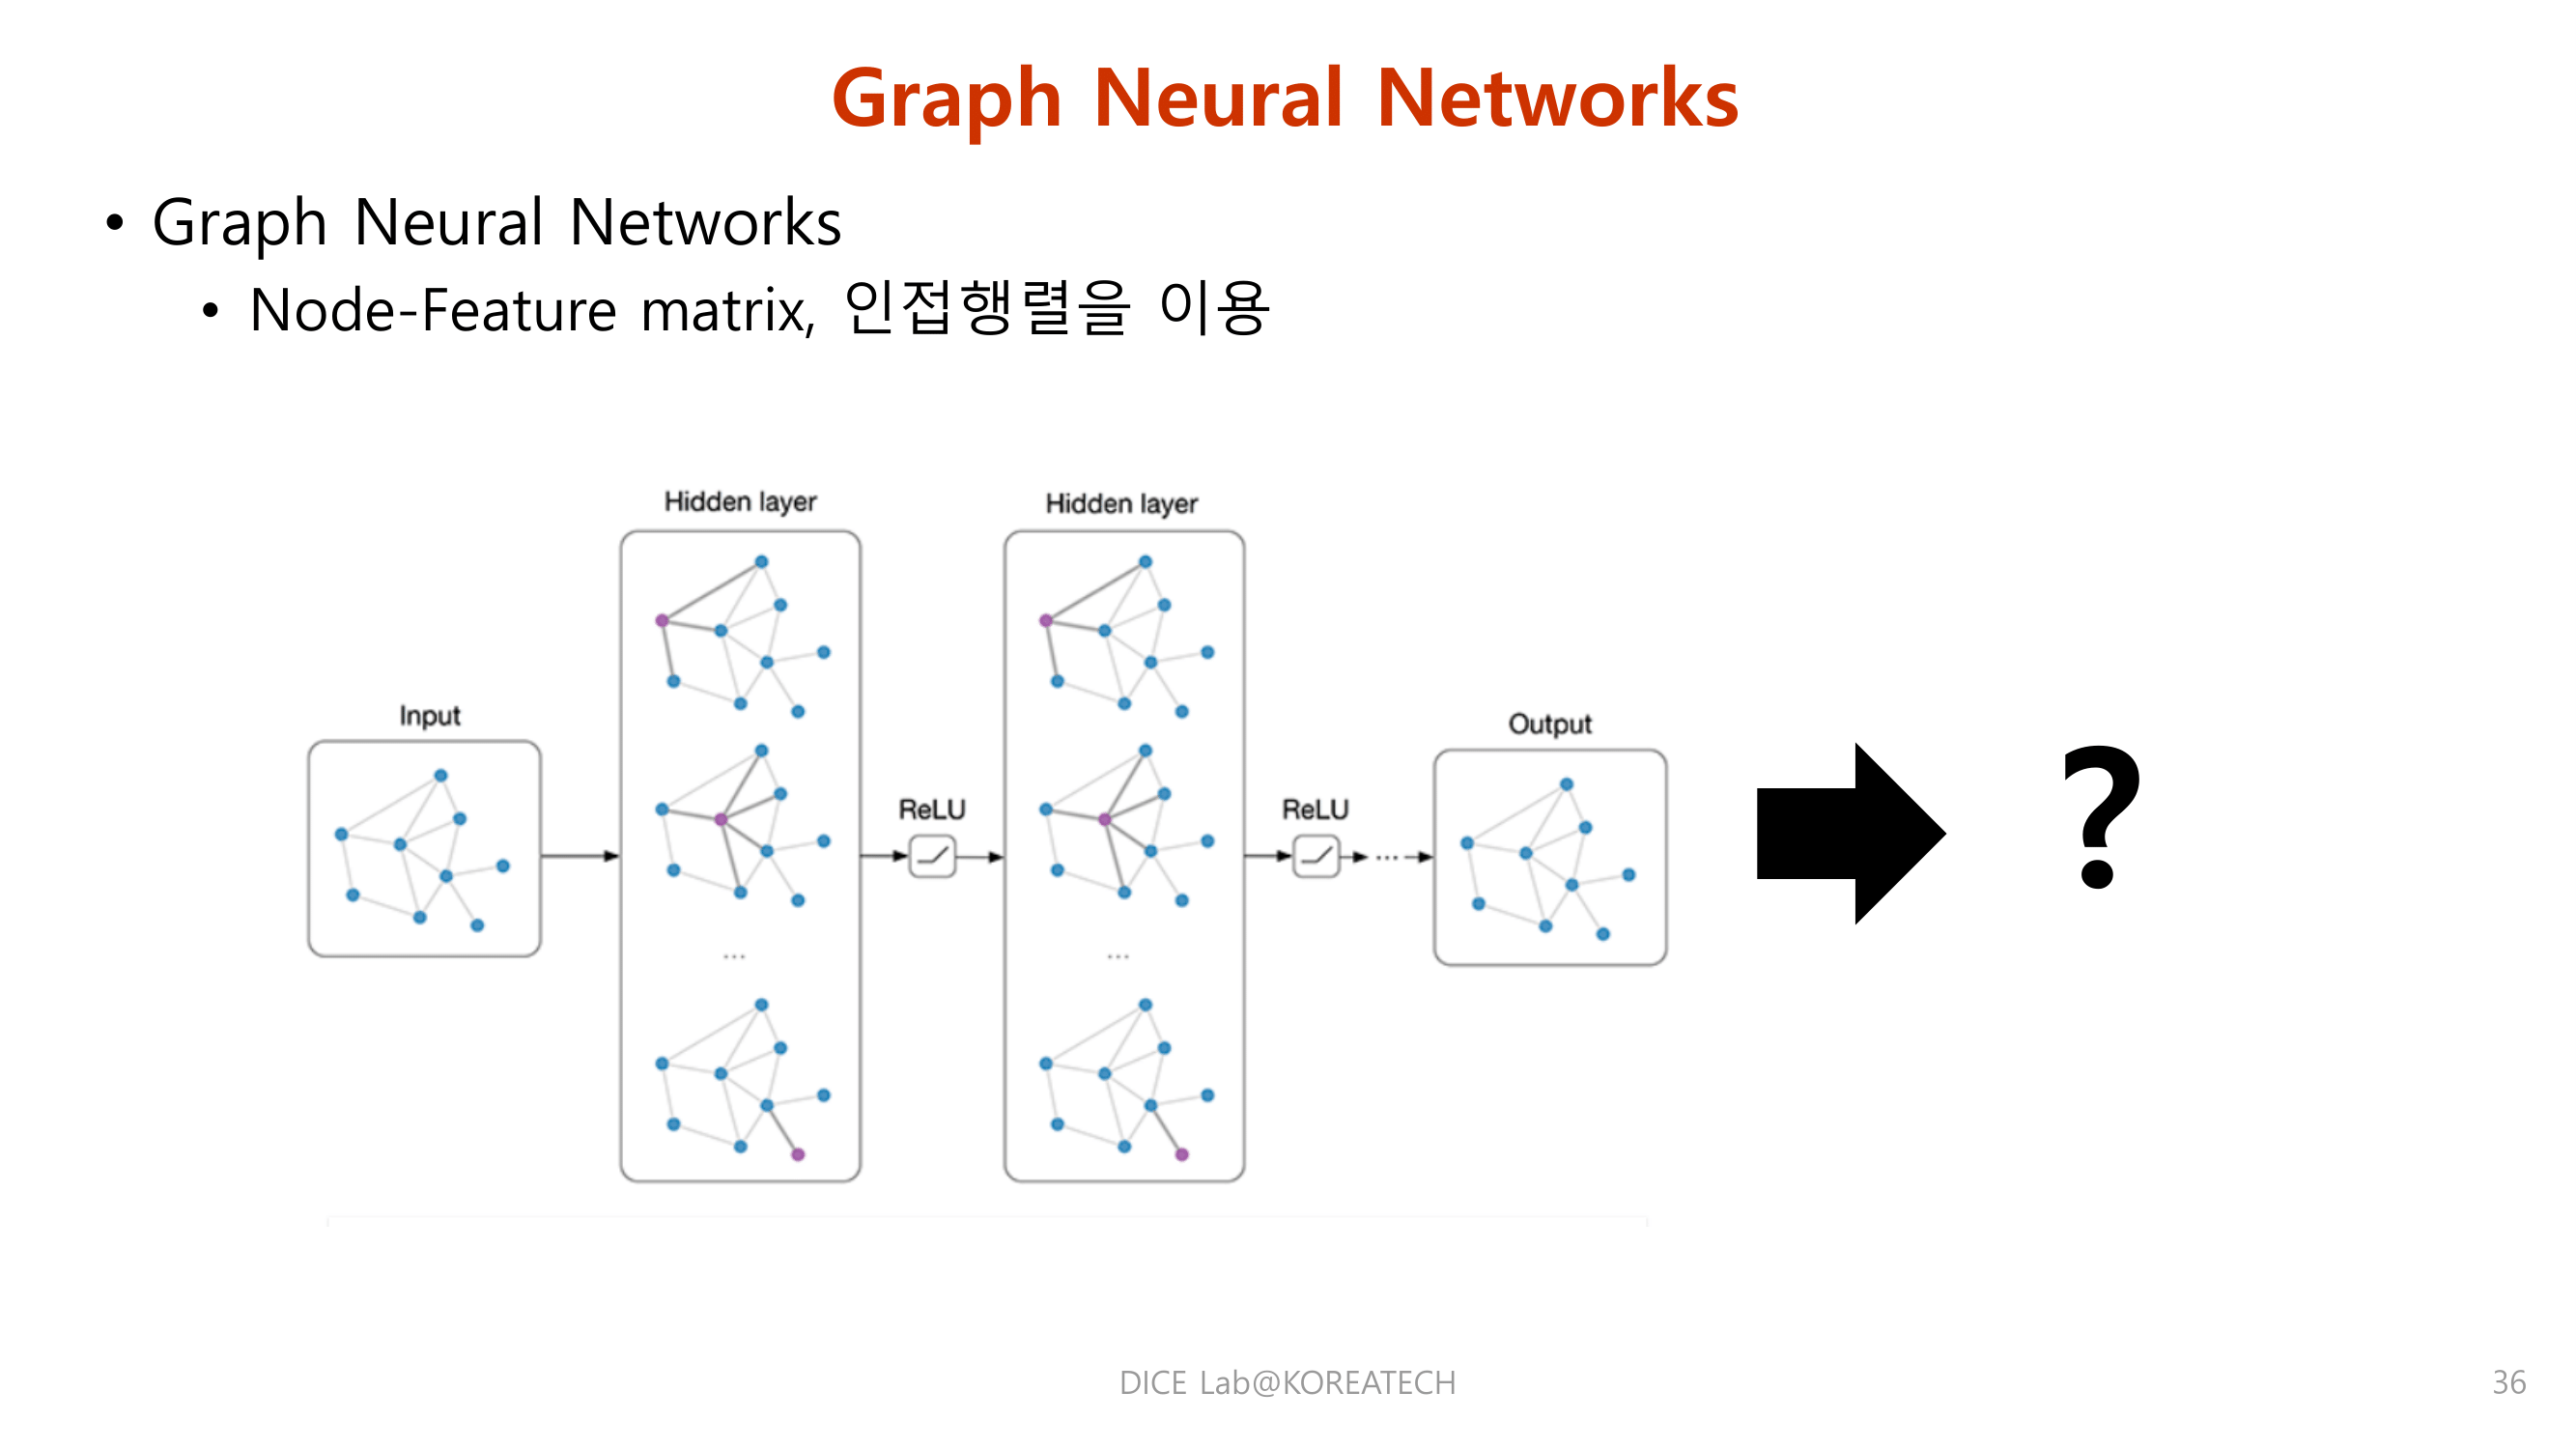 Graph Neural Networks
• Graph Neural Networks
• Node-Feature matrix, 인접행렬을 이용
Hidden layer
Hidden layer
Input
Output
ReLU
ReLU
...
...
...
?
DICE Lab@KOREATECH
36